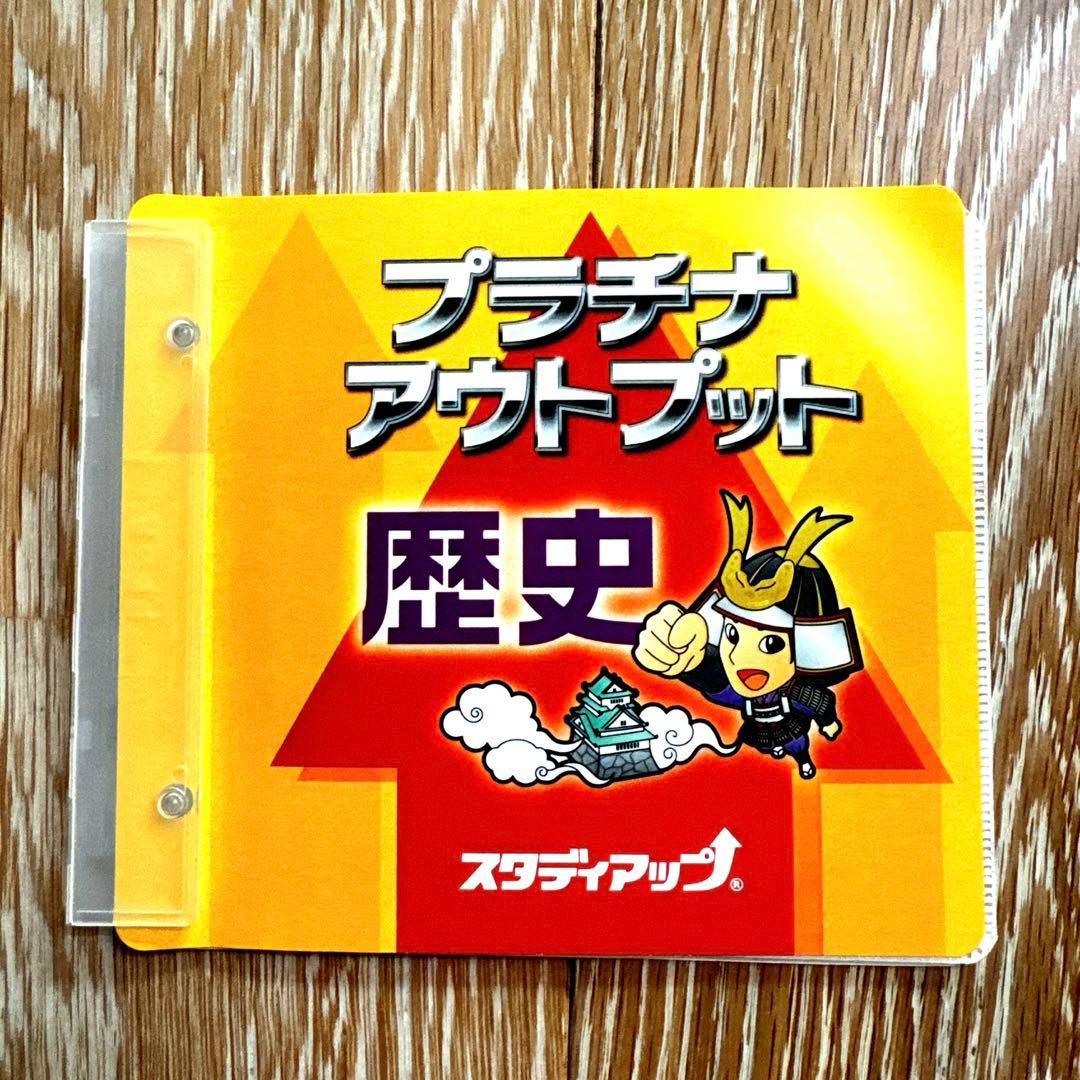 プラチナ
アウトプット
歴史
スタディアップ®